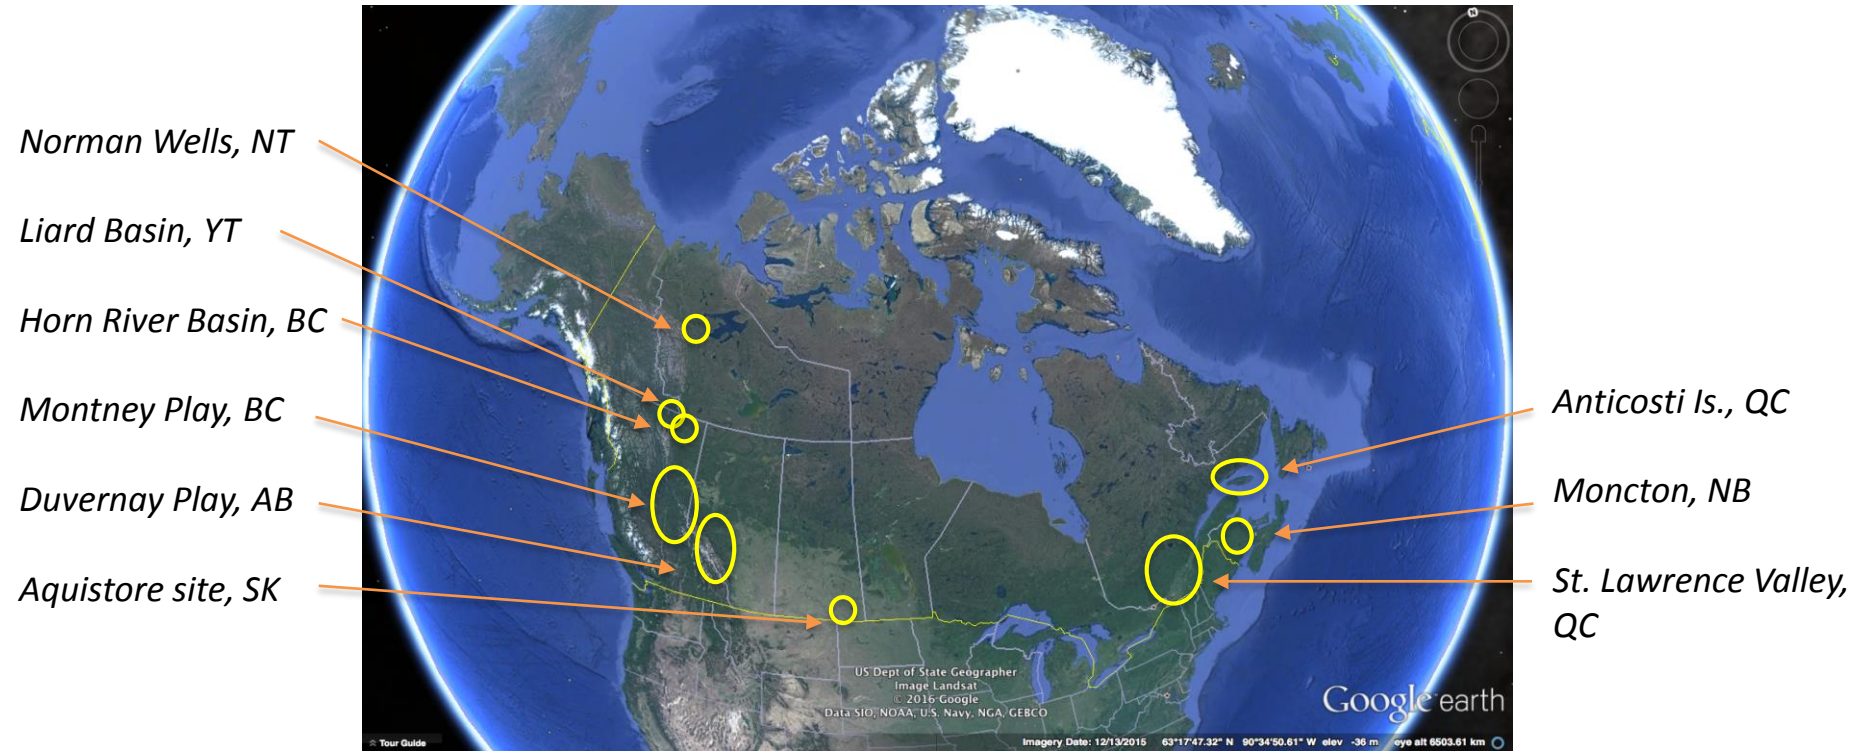 Norman Wells, NT
Liard Basin, YT
Horn River Basin, BC
Montney Play, BC
Duvernay Play, AB
Aquistore site, SK
Anticosti Is., QC
Moncton, NB
St. Lawrence Valley,
QC
N
US Dept of State Geographer
Image Landsat
© 2016 Google
Data SIO, NOAA, U.S. Navy, NGA, GEBCO
Google earth
Tour Guide
Imagery Date: 12/13/2015 63°17'47.32" N 90°34'50.61" W elev -36 m eye alt 6503.61 km